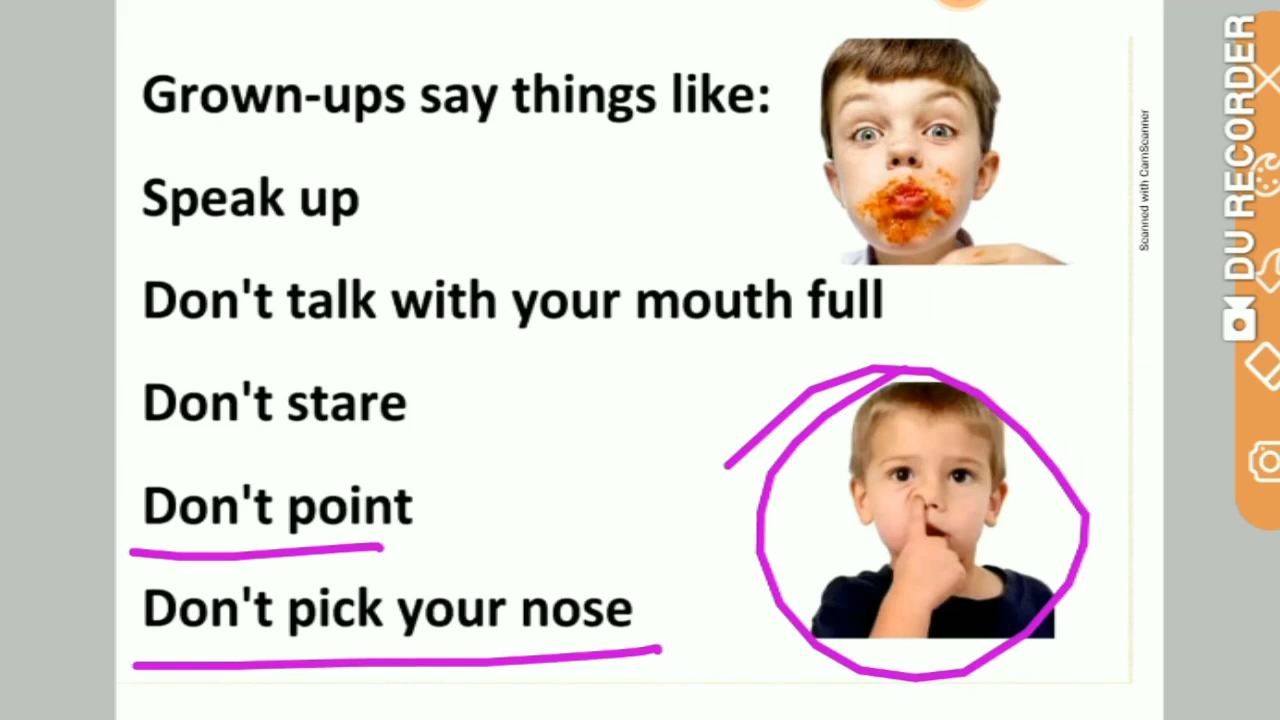 Grown-ups say things like:
Speak up
Don't talk with your mouth full
Don't stare
Don't point
Don't pick your nose
Scanned with CamScanner
DU RECORDER